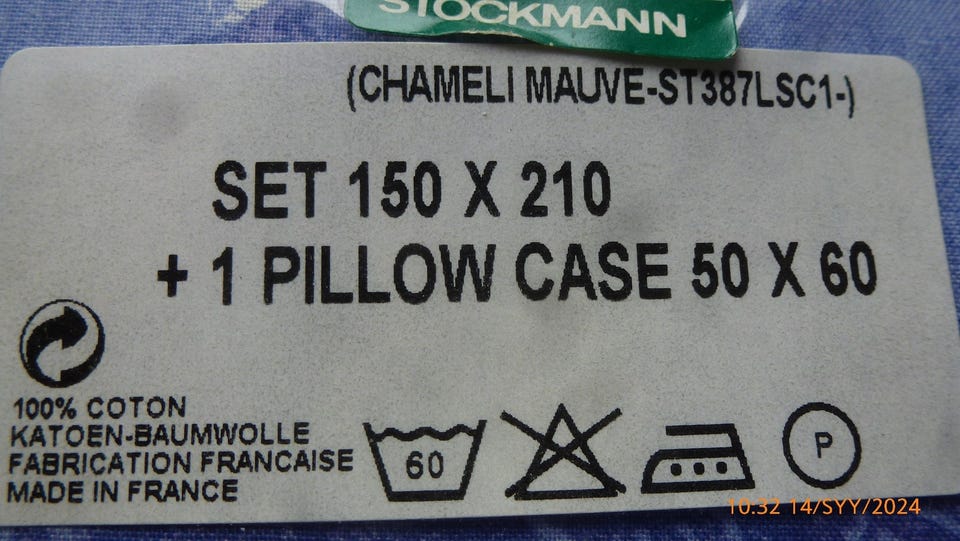 STOCKMANN
(CHAMELI MAUVE-ST387LSC1-)
SET 150 X 210
+ 1 PILLOW CASE 50 X 60
100% COTON
KATOEN-BAUMWOLLE
FABRICATION FRANCAISE
MADE IN FRANCE
60
P
10:32 14/SYY/2024